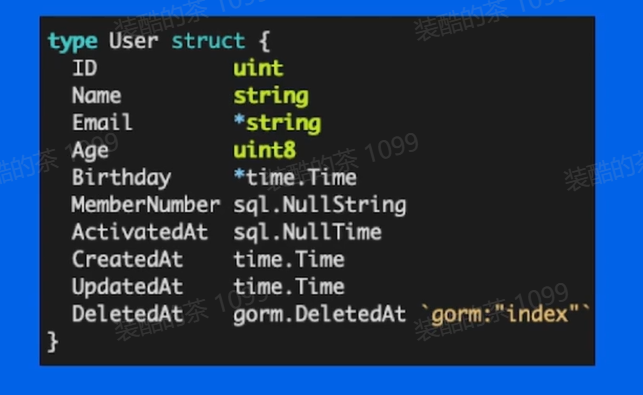 type User struct {
  ID            uint
  Name          string
  Email         *string
  Age           uint8
  Birthday      *time.Time
  MemberNumber sql.NullString
  ActivatedAt  sql.NullTime
  CreatedAt    time.Time
  UpdatedAt    time.Time
  DeletedAt    gorm.DeletedAt `gorm:"index"`
}
装酷的茶 1099
装酷的茶 1099
的茶 1099
装酷的茶 1099
装酷的
装酷的茶 1099
装酷的茶 1099